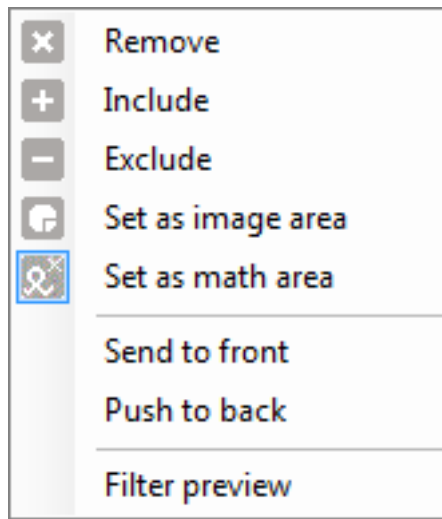 Remove
Include
Exclude
Set as image area
Set as math area
Send to front
Push to back
Filter preview